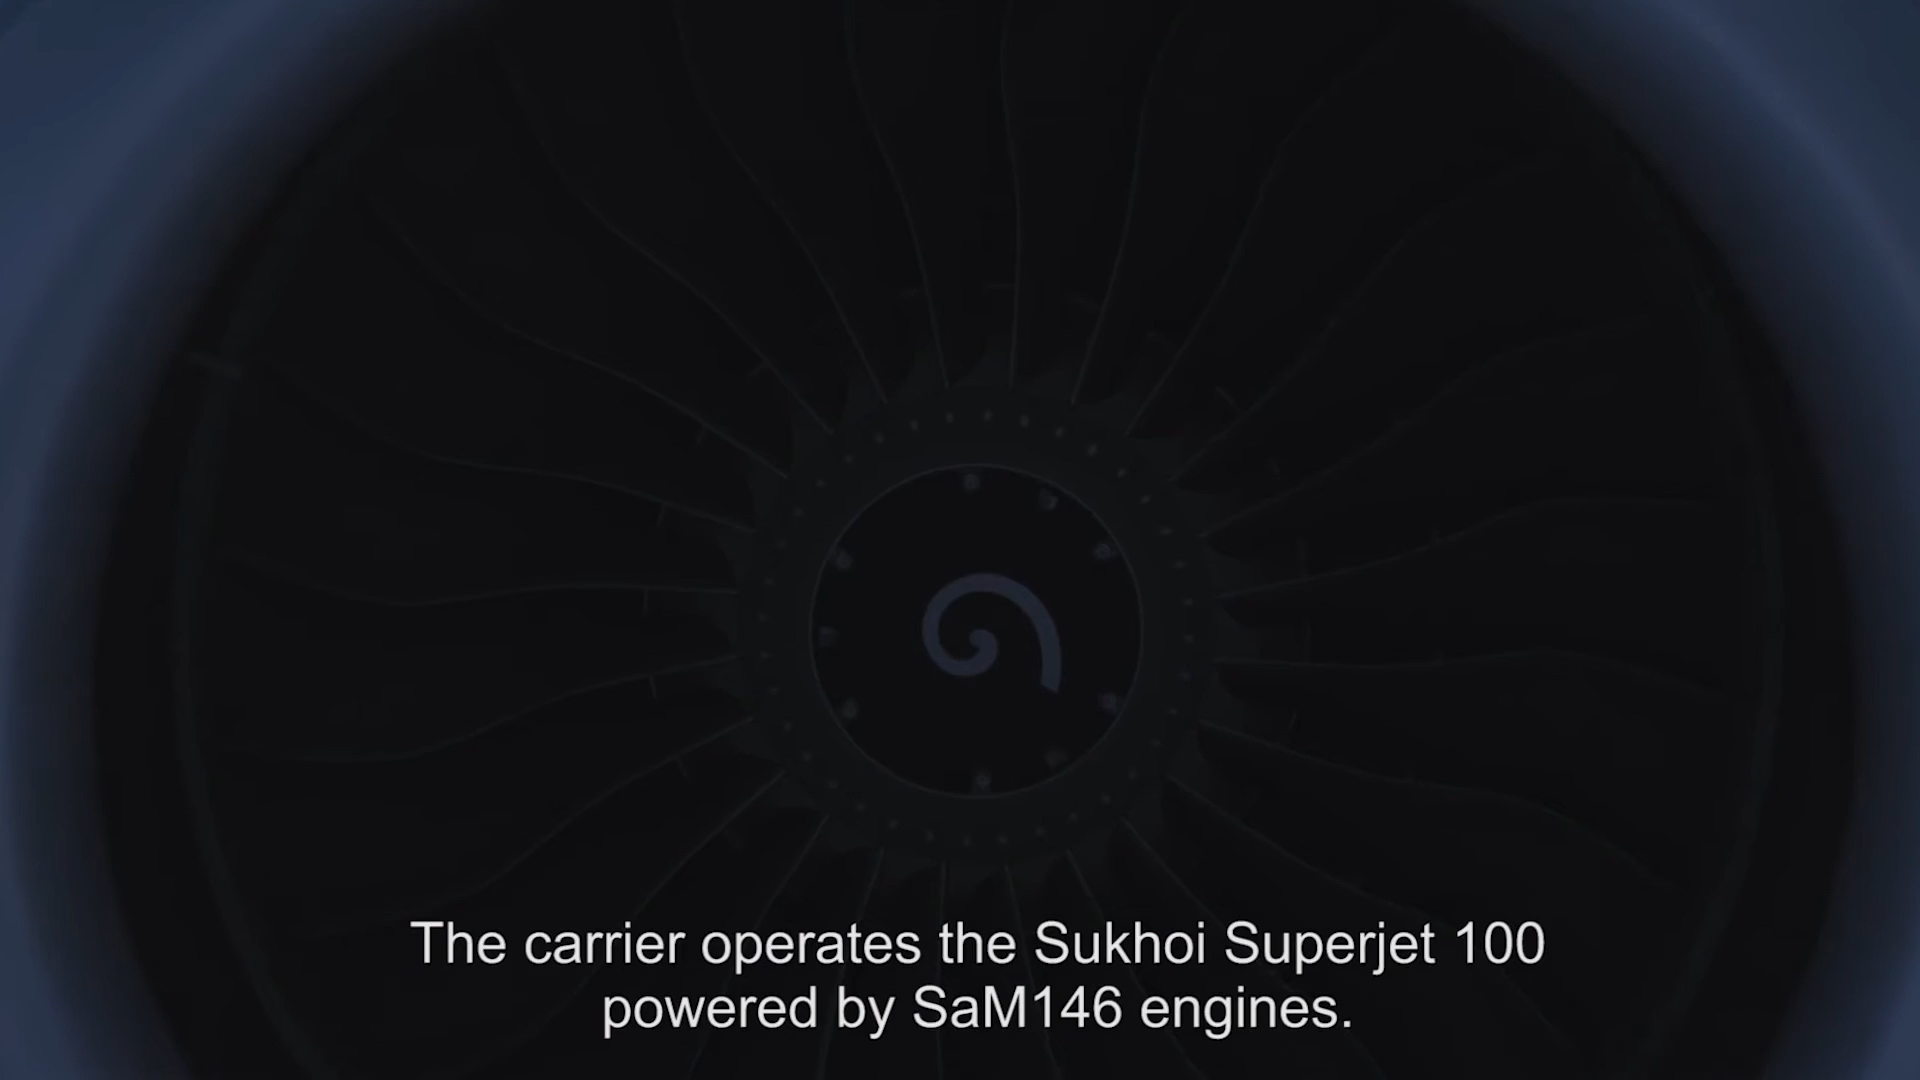 The carrier operates the Sukhoi Superjet 100
powered by SaM146 engines.